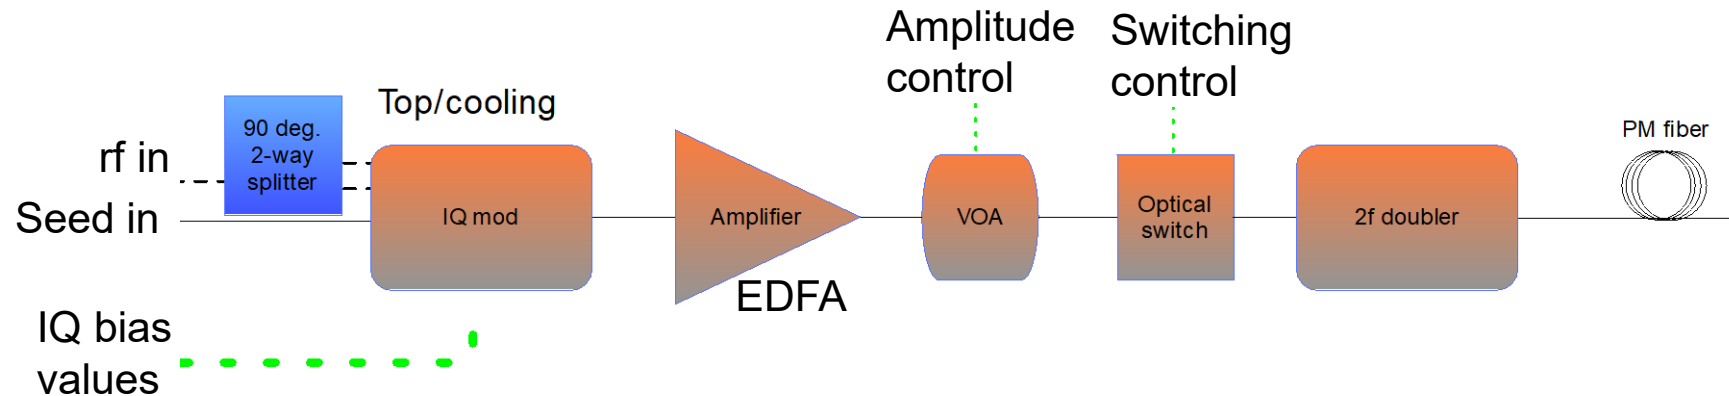 Amplitude
control
Switching
control
Top/cooling
90 deg.
2-way
splitter
rf in
Seed in
IQ mod
Amplifier
EDFA
VOA
Optical
switch
2f doubler
PM fiber
IQ bias
values